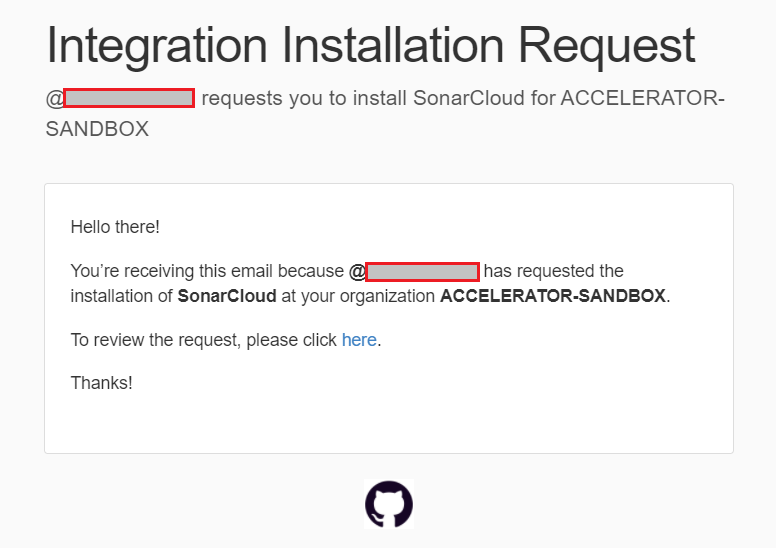 Integration Installation Request
@ requests you to install SonarCloud for ACCELERATOR-
SANDBOX
Hello there!
You’re receiving this email because @ has requested the
installation of SonarCloud at your organization ACCELERATOR-SANDBOX.
To review the request, please click here.
Thanks!